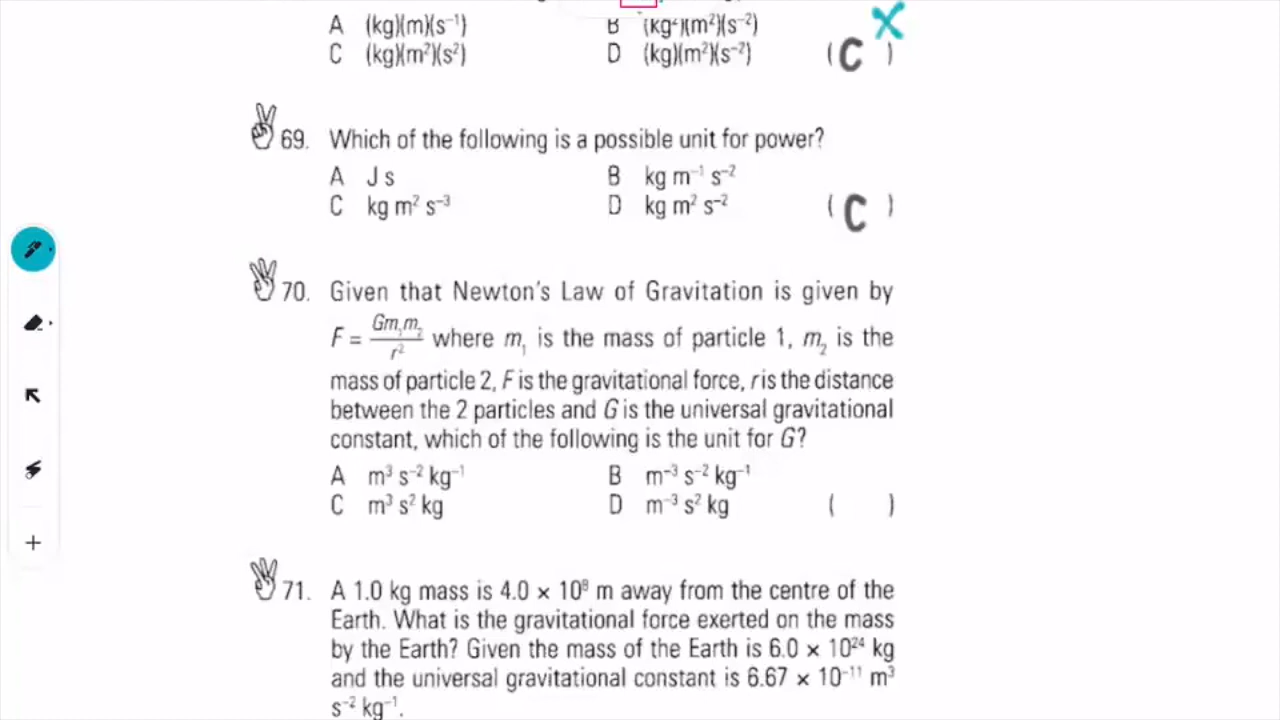 A (kg)(m)(s⁻¹) B (kg²)(m²)(s⁻²)
C (kg)(m²)(s²) D (kg)(m²)(s⁻²) ( C )
69. Which of the following is a possible unit for power?
A J s B kg m⁻¹ s⁻²
C kg m² s⁻³ D kg m² s⁻² ( C )
70. Given that Newton's Law of Gravitation is given by
F = Gm₁m₂/r² where m₁ is the mass of particle 1, m₂ is the
mass of particle 2, F is the gravitational force, r is the distance
between the 2 particles and G is the universal gravitational
constant, which of the following is the unit for G?
A m³ s⁻² kg⁻¹ B m⁻³ s⁻² kg⁻¹
C m³ s² kg D m⁻³ s² kg ( )
71. A 1.0 kg mass is 4.0 × 10⁸ m away from the centre of the
Earth. What is the gravitational force exerted on the mass
by the Earth? Given the mass of the Earth is 6.0 × 10²⁴ kg
and the universal gravitational constant is 6.67 × 10⁻¹¹ m³
s⁻² kg⁻¹.